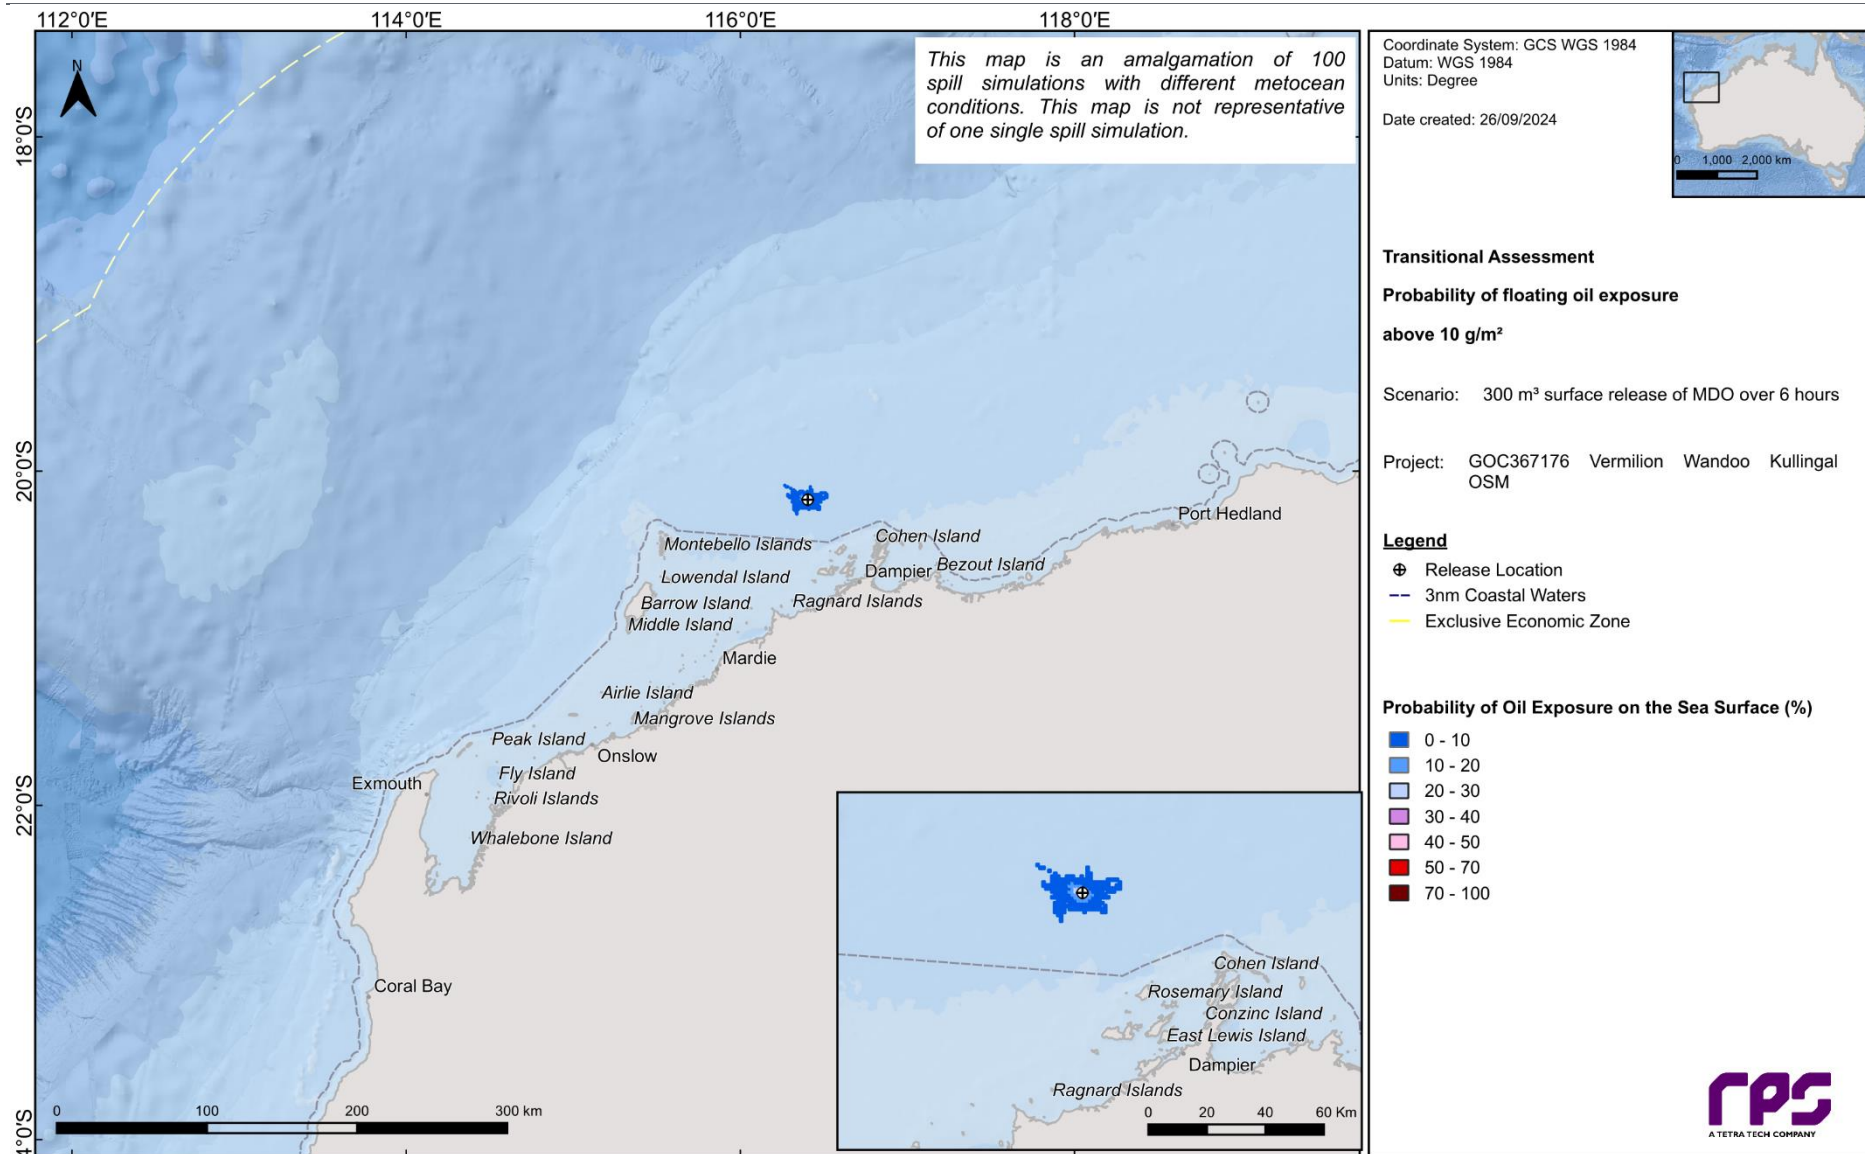 112°0'E
114°0'E
116°0'E
118°0'E
18°0'S
20°0'S
22°0'S
4°0'S
N
This map is an amalgamation of 100
spill simulations with different metocean
conditions. This map is not representative
of one single spill simulation.
Montebello Islands
Cohen Island
Port Hedland
Lowendal Island
Dampier
Bezout Island
Barrow Island
Ragnard Islands
Middle Island
Mardie
Airlie Island
Mangrove Islands
Peak Island
Onslow
Fly Island
Exmouth
Rivoli Islands
Whalebone Island
Coral Bay
0 100 200 300 km
Cohen Island
Rosemary Island
Conzinc Island
East Lewis Island
Dampier
Ragnard Islands
0 20 40 60 Km
Coordinate System: GCS WGS 1984
Datum: WGS 1984
Units: Degree
Date created: 26/09/2024
0 1,000 2,000 km
Transitional Assessment
Probability of floating oil exposure
above 10 g/m²
Scenario: 300 m³ surface release of MDO over 6 hours
Project: GOC367176 Vermilion Wandoo Kullingal
OSM
Legend
Release Location
3nm Coastal Waters
Exclusive Economic Zone
Probability of Oil Exposure on the Sea Surface (%)
0 - 10
10 - 20
20 - 30
30 - 40
40 - 50
50 - 70
70 - 100
rps
A TETRA TECH COMPANY